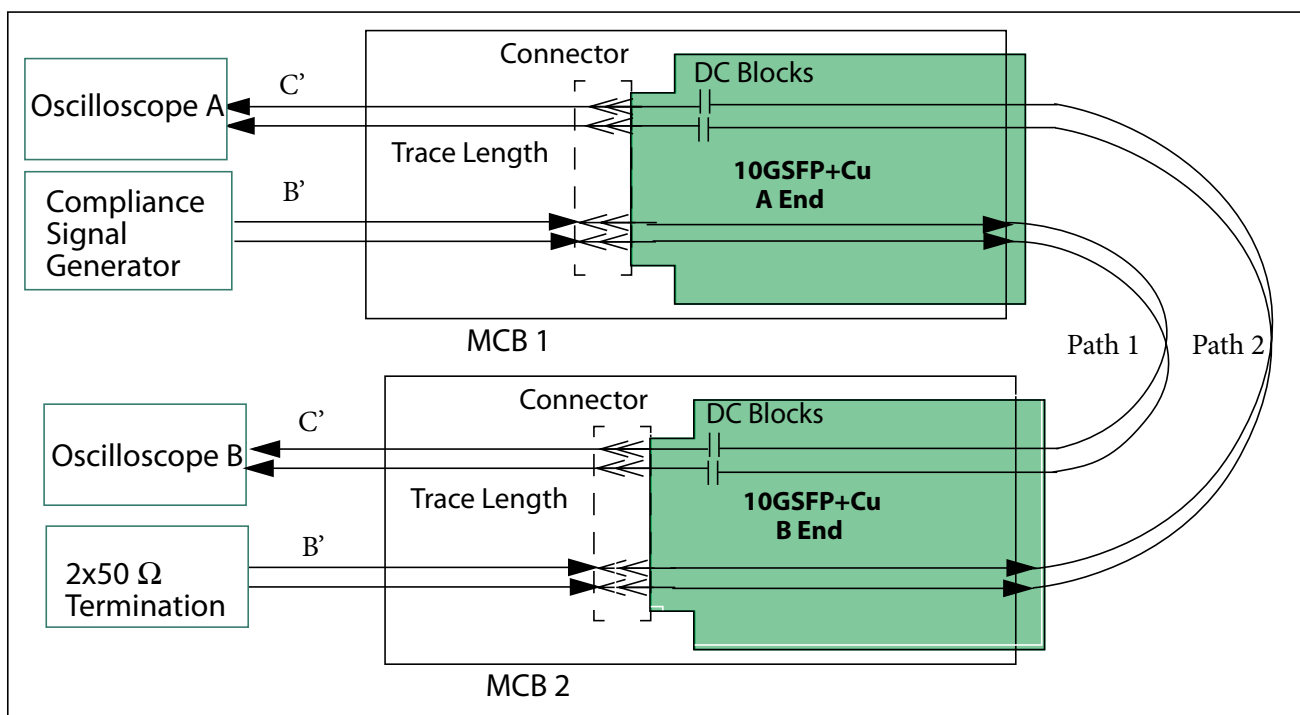 Connector
DC Blocks
C’
Oscilloscope A
Trace Length
10GSFP+Cu
A End
B’
Compliance
Signal
Generator
MCB 1
Path 1
Path 2
Connector
DC Blocks
C’
Oscilloscope B
Trace Length
10GSFP+Cu
B End
B’
2x50 Ω
Termination
MCB 2